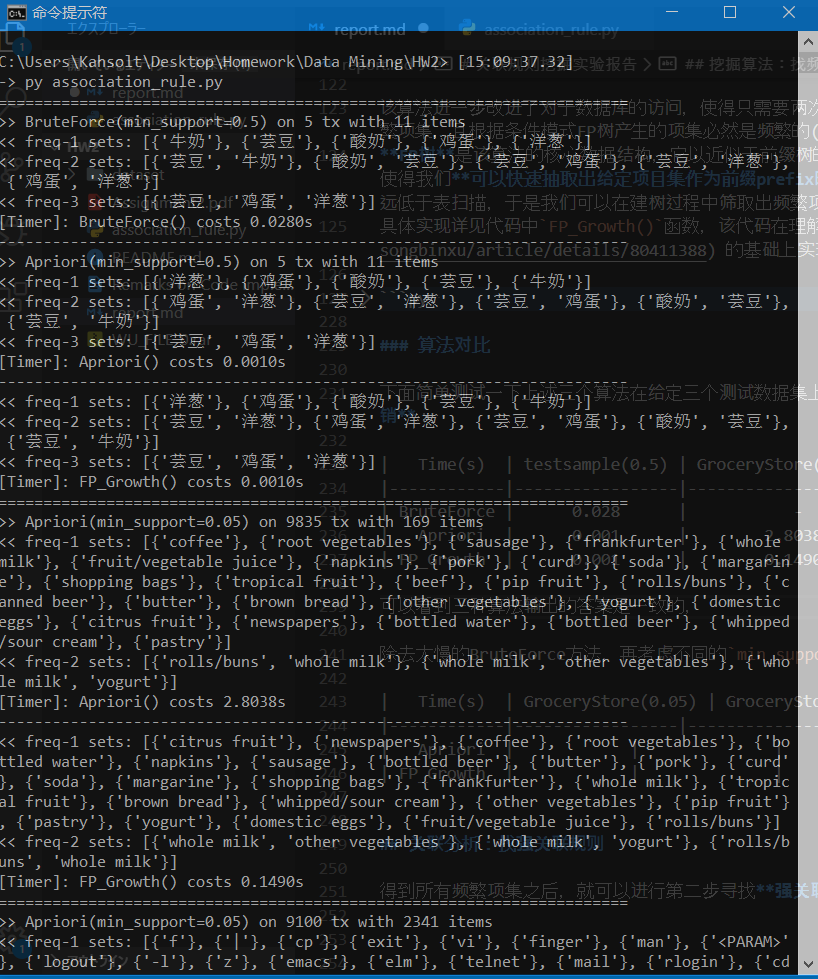 命令提示符
C:\Users\Kahsolt\Desktop\Homework\Data Mining\HW2> [15:09:37.32]
-> py association_rule.py
===============================================================
>> BruteForce(min_support=0.5) on 5 tx with 11 items
<< freq-1 sets: [{'牛奶'}, {'芸豆'}, {'酸奶'}, {'鸡蛋'}, {'洋葱'}]
<< freq-2 sets: [{'芸豆', '牛奶'}, {'酸奶', '芸豆'}, {'芸豆', '鸡蛋'}, {'芸豆', '洋葱'},
{'鸡蛋', '洋葱'}]
<< freq-3 sets: [{'芸豆', '鸡蛋', '洋葱'}]
[Timer]: BruteForce() costs 0.0280s
---------------------------------------------------------------
>> Apriori(min_support=0.5) on 5 tx with 11 items
<< freq-1 sets: [{'洋葱'}, {'鸡蛋'}, {'酸奶'}, {'芸豆'}, {'牛奶'}]
<< freq-2 sets: [{'鸡蛋', '洋葱'}, {'芸豆', '洋葱'}, {'芸豆', '鸡蛋'}, {'酸奶', '芸豆'},
{'芸豆', '牛奶'}]
<< freq-3 sets: [{'芸豆', '鸡蛋', '洋葱'}]
[Timer]: Apriori() costs 0.0010s
---------------------------------------------------------------
<< freq-1 sets: [{'洋葱'}, {'鸡蛋'}, {'酸奶'}, {'芸豆'}, {'牛奶'}]
<< freq-2 sets: [{'芸豆', '洋葱'}, {'鸡蛋', '洋葱'}, {'芸豆', '鸡蛋'}, {'酸奶', '芸豆'},
{'芸豆', '牛奶'}]
<< freq-3 sets: [{'芸豆', '鸡蛋', '洋葱'}]
[Timer]: FP_Growth() costs 0.0010s
===============================================================
>> Apriori(min_support=0.05) on 9835 tx with 169 items
<< freq-1 sets: [{'coffee'}, {'root vegetables'}, {'sausage'}, {'frankfurter'}, {'whole
milk'}, {'fruit/vegetable juice'}, {'napkins'}, {'pork'}, {'curd'}, {'soda'}, {'margarin
e'}, {'shopping bags'}, {'tropical fruit'}, {'beef'}, {'pip fruit'}, {'rolls/buns'}, {'c
anned beer'}, {'butter'}, {'brown bread'}, {'other vegetables'}, {'yogurt'}, {'domestic
eggs'}, {'citrus fruit'}, {'newspapers'}, {'bottled water'}, {'bottled beer'}, {'whipped
/sour cream'}, {'pastry'}]
<< freq-2 sets: [{'rolls/buns', 'whole milk'}, {'whole milk', 'other vegetables'}, {'who
le milk', 'yogurt'}]
[Timer]: Apriori() costs 2.8038s
---------------------------------------------------------------
<< freq-1 sets: [{'citrus fruit'}, {'newspapers'}, {'coffee'}, {'root vegetables'}, {'bo
ttled water'}, {'napkins'}, {'sausage'}, {'bottled beer'}, {'butter'}, {'pork'}, {'curd'
}, {'soda'}, {'margarine'}, {'shopping bags'}, {'frankfurter'}, {'whole milk'}, {'tropic
al fruit'}, {'brown bread'}, {'whipped/sour cream'}, {'other vegetables'}, {'pip fruit'}
, {'pastry'}, {'yogurt'}, {'domestic eggs'}, {'fruit/vegetable juice'}, {'rolls/buns'}]
<< freq-2 sets: [{'whole milk', 'other vegetables'}, {'whole milk', 'yogurt'}, {'rolls/b
uns', 'whole milk'}]
[Timer]: FP_Growth() costs 0.1490s
===============================================================
>> Apriori(min_support=0.05) on 9100 tx with 2341 items
<< freq-1 sets: [{'f'}, {'|'}, {'cp'}, {'exit'}, {'vi'}, {'finger'}, {'man'}, {'<PARAM>'
}, {'logout'}, {'-l'}, {'z'}, {'emacs'}, {'elm'}, {'telnet'}, {'mail'}, {'rlogin'}, {'cd